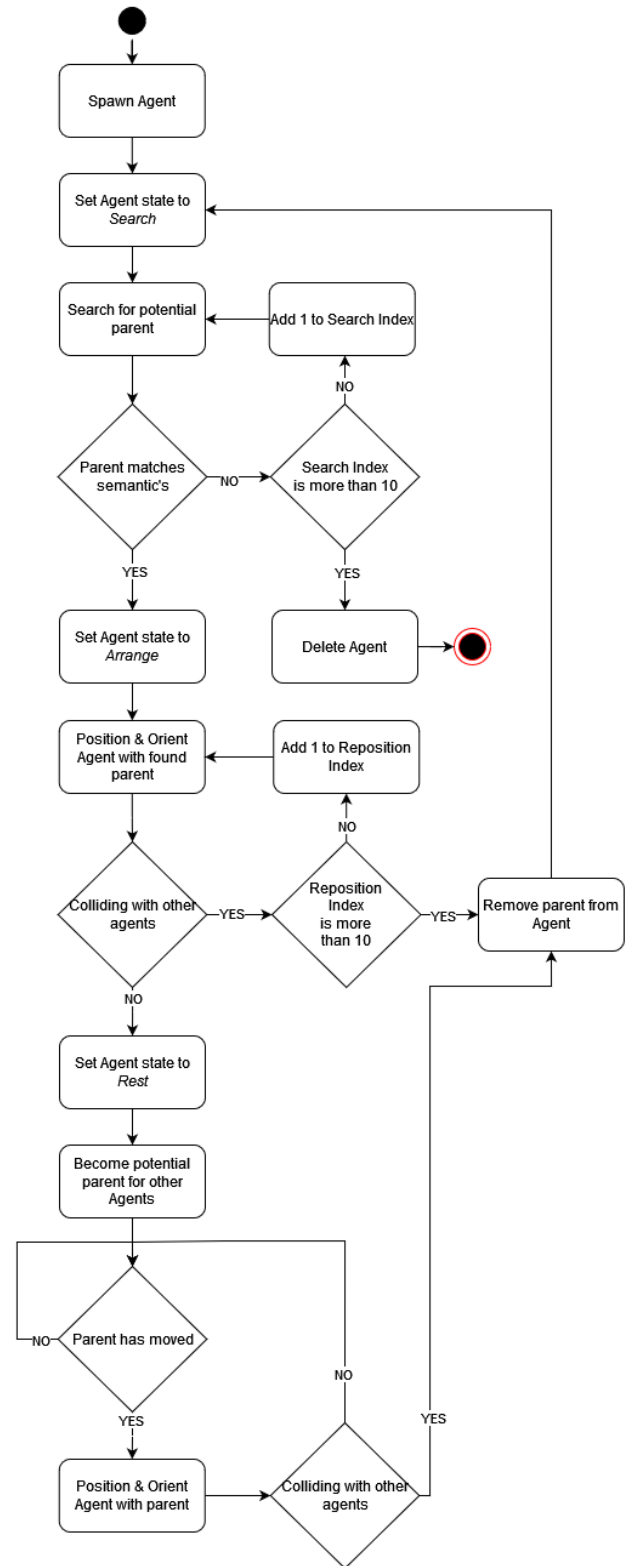 Spawn Agent
Set Agent state to
Search
Search for potential
parent
Add 1 to Search Index
NO
Parent matches
semantic's
NO
Search Index
is more than 10
YES
YES
Set Agent state to
Arrange
Delete Agent
Position & Orient
Agent with found
parent
Add 1 to Reposition
Index
NO
Colliding with other
agents
YES
Reposition
Index
is more
than 10
YES
Remove parent from
Agent
NO
Set Agent state to
Rest
Become potential
parent for other
Agents
Parent has moved
NO
NO
YES
YES
Position & Orient
Agent with parent
Colliding with other
agents